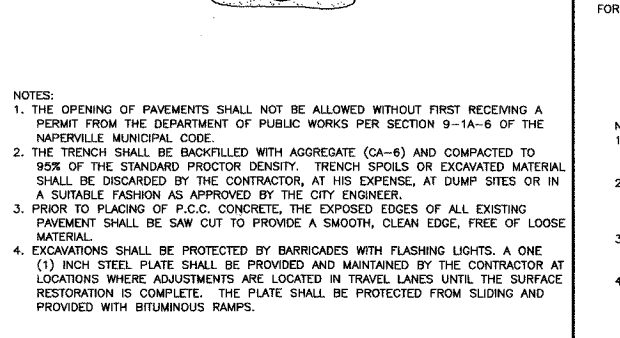 FOR
NOTES:
1. THE OPENING OF PAVEMENTS SHALL NOT BE ALLOWED WITHOUT FIRST RECEIVING A
PERMIT FROM THE DEPARTMENT OF PUBLIC WORKS PER SECTION 9-1A-6 OF THE
NAPERVILLE MUNICIPAL CODE.
2. THE TRENCH SHALL BE BACKFILLED WITH AGGREGATE (CA-6) AND COMPACTED TO
95% OF THE STANDARD PROCTOR DENSITY. TRENCH SPOILS OR EXCAVATED MATERIAL
SHALL BE DISCARDED BY THE CONTRACTOR, AT HIS EXPENSE, AT DUMP SITES OR IN
A SUITABLE FASHION AS APPROVED BY THE CITY ENGINEER.
3. PRIOR TO PLACING OF P.C.C. CONCRETE, THE EXPOSED EDGES OF ALL EXISTING
PAVEMENT SHALL BE SAW CUT TO PROVIDE A SMOOTH, CLEAN EDGE, FREE OF LOOSE
MATERIAL.
4. EXCAVATIONS SHALL BE PROTECTED BY BARRICADES WITH FLASHING LIGHTS. A ONE
(1) INCH STEEL PLATE SHALL BE PROVIDED AND MAINTAINED BY THE CONTRACTOR AT
LOCATIONS WHERE ADJUSTMENTS ARE LOCATED IN TRAVEL LANES UNTIL THE SURFACE
RESTORATION IS COMPLETE. THE PLATE SHALL BE PROTECTED FROM SLIDING AND
PROVIDED WITH BITUMINOUS RAMPS.
N
1
2
3
4